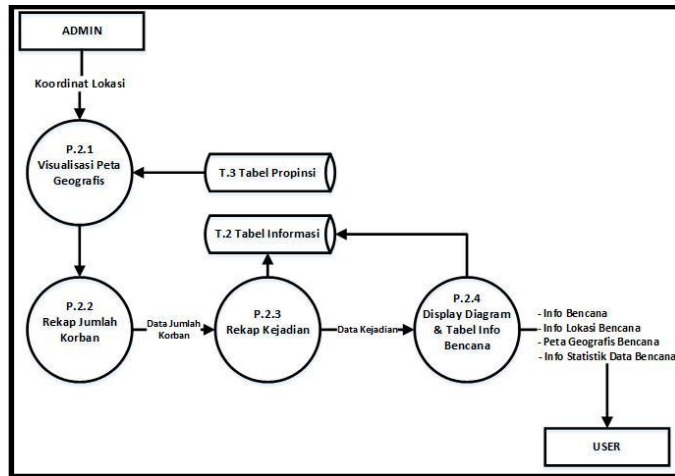 ADMIN
Koordinat Lokasi
P.2.1
Visualisasi Peta
Geografis
T.3 Tabel Propinsi
T.2 Tabel Informasi
P.2.2
Rekap Jumlah
Korban
Data Jumlah
Korban
P.2.3
Rekap Kejadian
Data Kejadian
P.2.4
Display Diagram
& Tabel Info
Bencana
- Info Bencana
- Info Lokasi Bencana
- Peta Geografis Bencana
- Info Statistik Data Bencana
USER